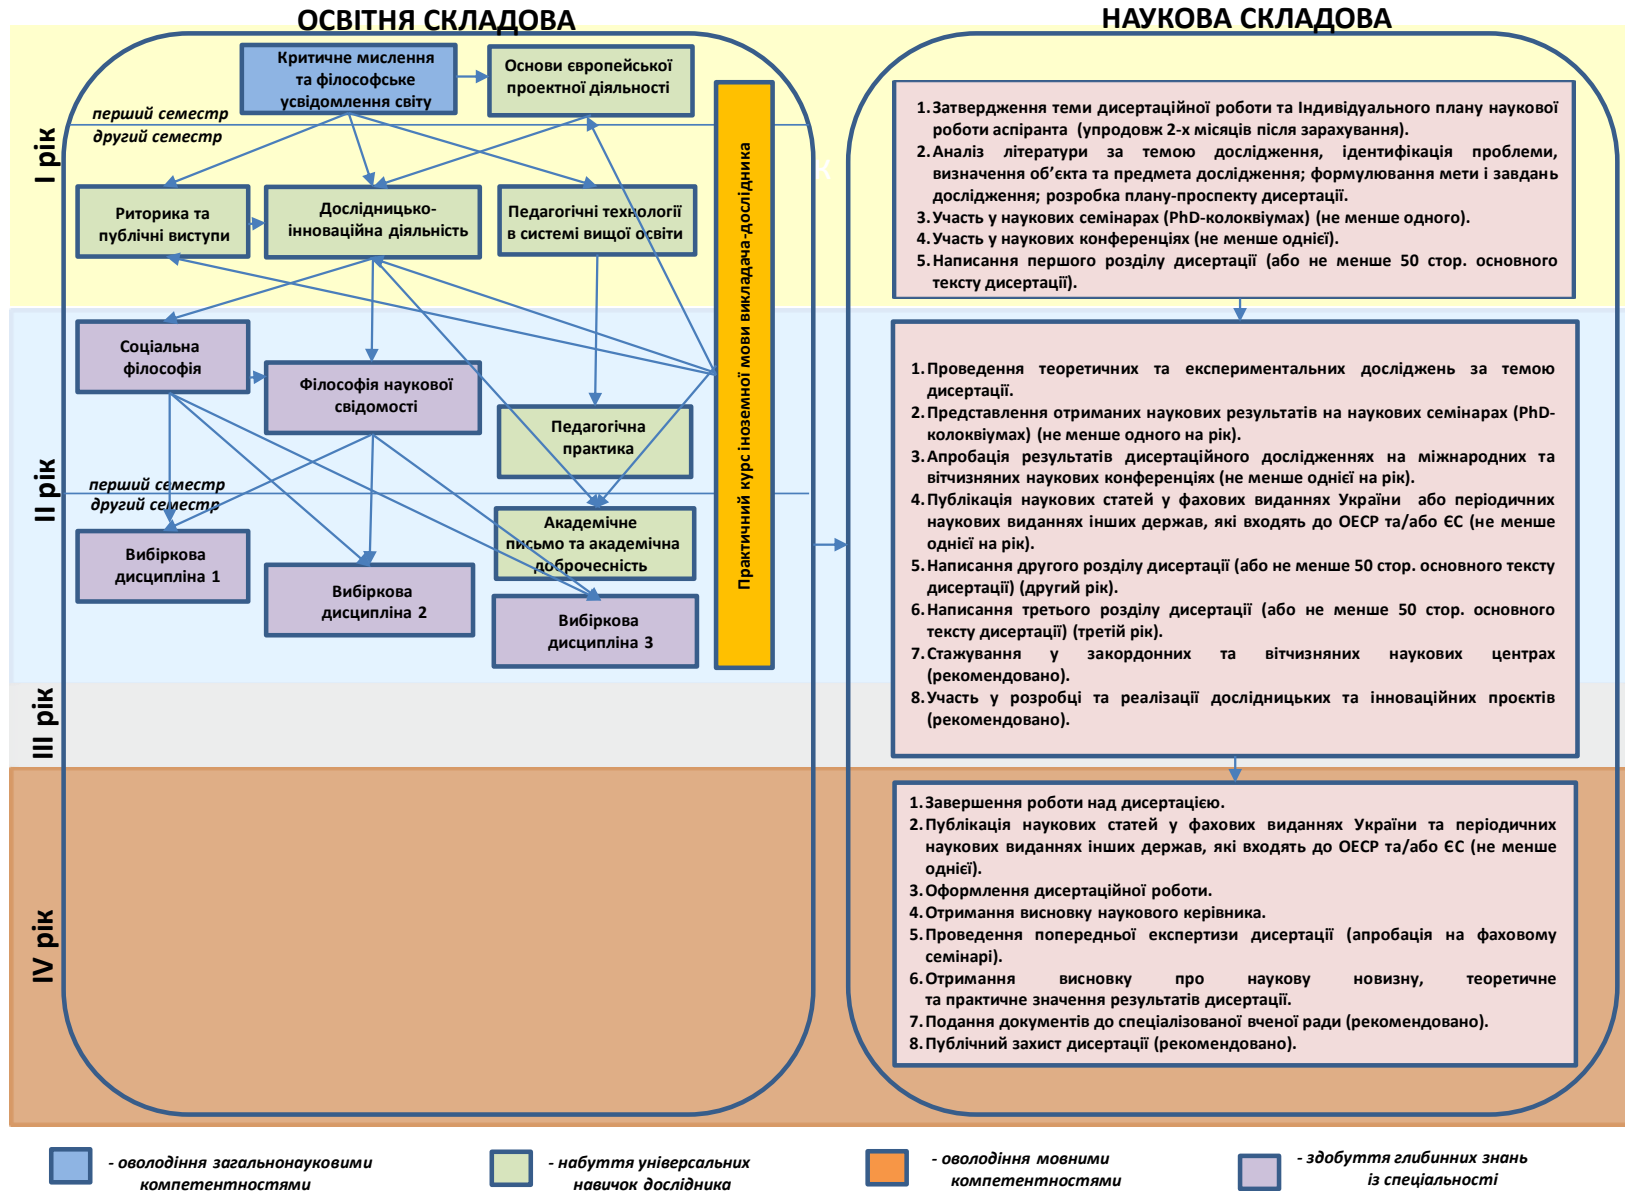 ОСВІТНЯ СКЛАДОВА
НАУКОВА СКЛАДОВА
I рік
II рік
III рік
IV рік
Критичне мислення
та філософське
усвідомлення світу
Основи європейської
проектної діяльності
перший семестр
другий семестр
Риторика та
публічні виступи
Дослідницько-
інноваційна діяльність
Педагогічні технології
в системі вищої освіти
Соціальна
філософія
Філософія наукової
свідомості
Педагогічна
практика
перший семестр
другий семестр
Вибіркова
дисципліна 1
Вибіркова
дисципліна 2
Академічне
письмо та академічна
доброчесність
Вибіркова
дисципліна 3
Практичний курс іноземної мови викладача-дослідника
к
1. Затвердження теми дисертаційної роботи та Індивідуального плану наукової
роботи аспіранта (упродовж 2-х місяців після зарахування).
2. Аналіз літератури за темою дослідження, ідентифікація проблеми,
визначення об’єкта та предмета дослідження; формулювання мети і завдань
дослідження; розробка плану-проспекту дисертації.
3. Участь у наукових семінарах (PhD-колоквіумах) (не менше одного).
4. Участь у наукових конференціях (не менше однієї).
5. Написання першого розділу дисертації (або не менше 50 стор. основного
тексту дисертації).
1. Проведення теоретичних та експериментальних досліджень за темою
дисертації.
2. Представлення отриманих наукових результатів на наукових семінарах (PhD-
колоквіумах) (не менше одного на рік).
3. Апробація результатів дисертаційного дослідженнях на міжнародних та
вітчизняних наукових конференціях (не менше однієї на рік).
4. Публікація наукових статей у фахових виданнях України або періодичних
наукових виданнях інших держав, які входять до ОЕСР та/або ЄС (не менше
однієї на рік).
5. Написання другого розділу дисертації (або не менше 50 стор. основного тексту
дисертації) (другий рік).
6. Написання третього розділу дисертації (або не менше 50 стор. основного
тексту дисертації) (третій рік).
7. Стажування у закордонних та вітчизняних наукових центрах
(рекомендовано).
8. Участь у розробці та реалізації дослідницьких та інноваційних проєктів
(рекомендовано).
1. Завершення роботи над дисертацією.
2. Публікація наукових статей у фахових виданнях України та періодичних
наукових виданнях інших держав, які входять до ОЕСР та/або ЄС (не менше
однієї).
3. Оформлення дисертаційної роботи.
4. Отримання висновку наукового керівника.
5. Проведення попередньої експертизи дисертації (апробація на фаховому
семінарі).
6. Отримання висновку про наукову новизну, теоретичне
та практичне значення результатів дисертації.
7. Подання документів до спеціалізованої вченої ради (рекомендовано).
8. Публічний захист дисертації (рекомендовано).
- оволодіння загальнонауковими
компетентностями
- набуття універсальних
навичок дослідника
- оволодіння мовними
компетентностями
- здобуття глибинних знань
із спеціальності